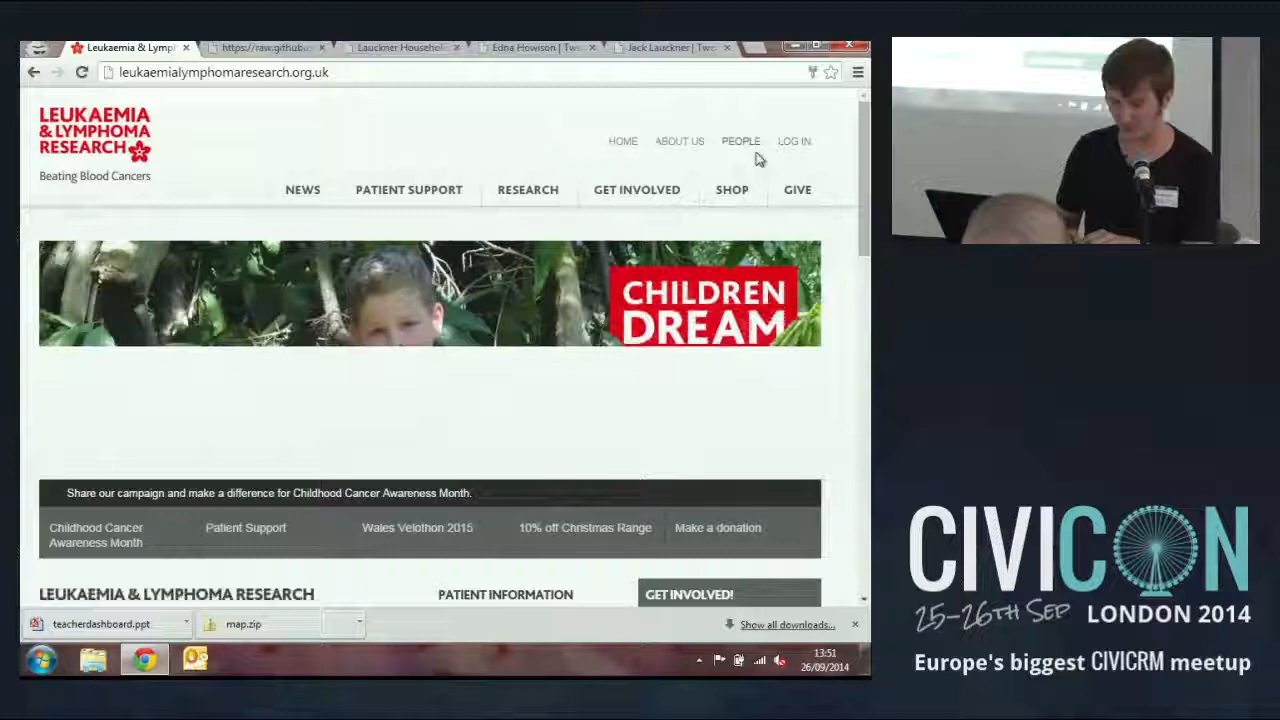 Leukaemia & Lymph
https://raw.github
Lauckner Househol
Edna Howison | Two
Jack Lauckner | Two
leukaemialymphomaresearch.org.uk
LEUKAEMIA
& LYMPHOMA
RESEARCH
Beating Blood Cancers
HOME ABOUT US PEOPLE LOG IN
NEWS PATIENT SUPPORT RESEARCH GET INVOLVED SHOP GIVE
CHILDREN
DREAM
Share our campaign and make a difference for Childhood Cancer Awareness Month.
Childhood Cancer
Awareness Month
Patient Support
Wales Velothon 2015
10% off Christmas Range
Make a donation
LEUKAEMIA & LYMPHOMA RESEARCH
PATIENT INFORMATION
GET INVOLVED!
teacherdashboard.ppt
map.zip
Show all downloads...
13:51
26/09/2014
CIVICON
25-26TH SEP LONDON 2014
Europe's biggest CIVICRM meetup